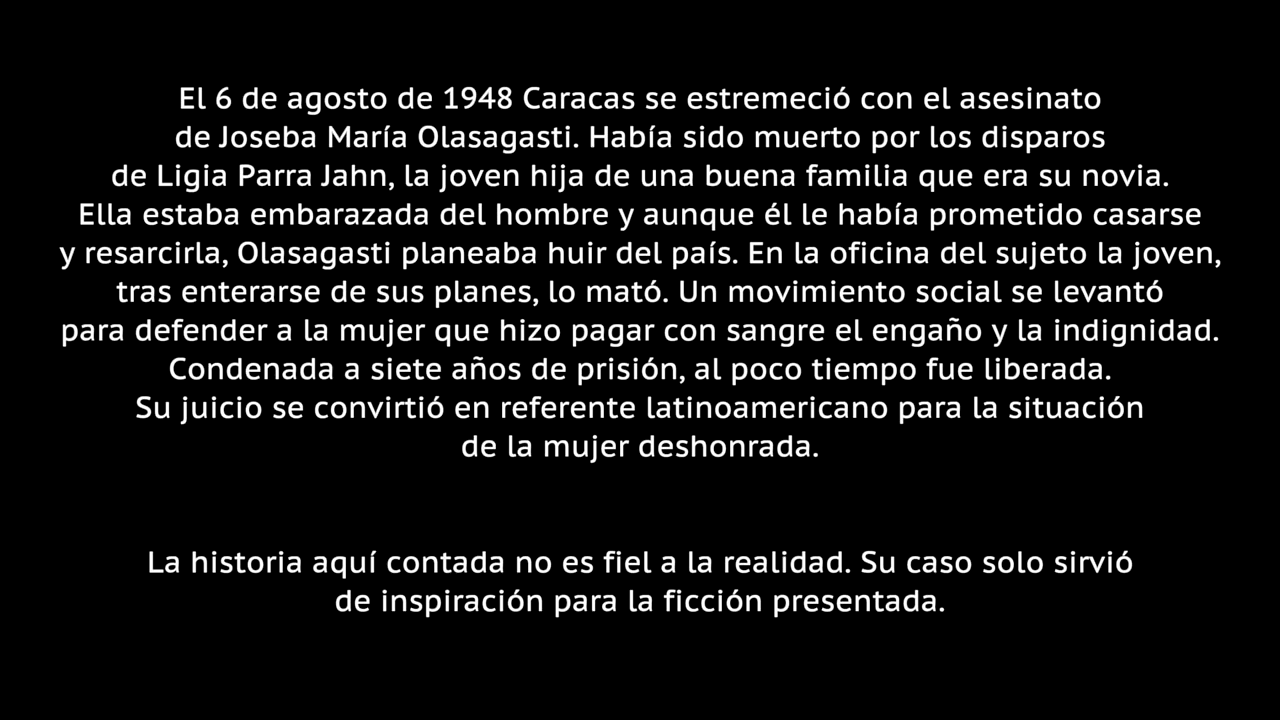 El 6 de agosto de 1948 Caracas se estremeció con el asesinato
de Joseba María Olasagasti. Había sido muerto por los disparos
de Ligia Parra Jahn, la joven hija de una buena familia que era su novia.
Ella estaba embarazada del hombre y aunque él le había prometido casarse
y resarcirla, Olasagasti planeaba huir del país. En la oficina del sujeto la joven,
tras enterarse de sus planes, lo mató. Un movimiento social se levantó
para defender a la mujer que hizo pagar con sangre el engaño y la indignidad.
Condenada a siete años de prisión, al poco tiempo fue liberada.
Su juicio se convirtió en referente latinoamericano para la situación
de la mujer deshonrada.
La historia aquí contada no es fiel a la realidad. Su caso solo sirvió
de inspiración para la ficción presentada.